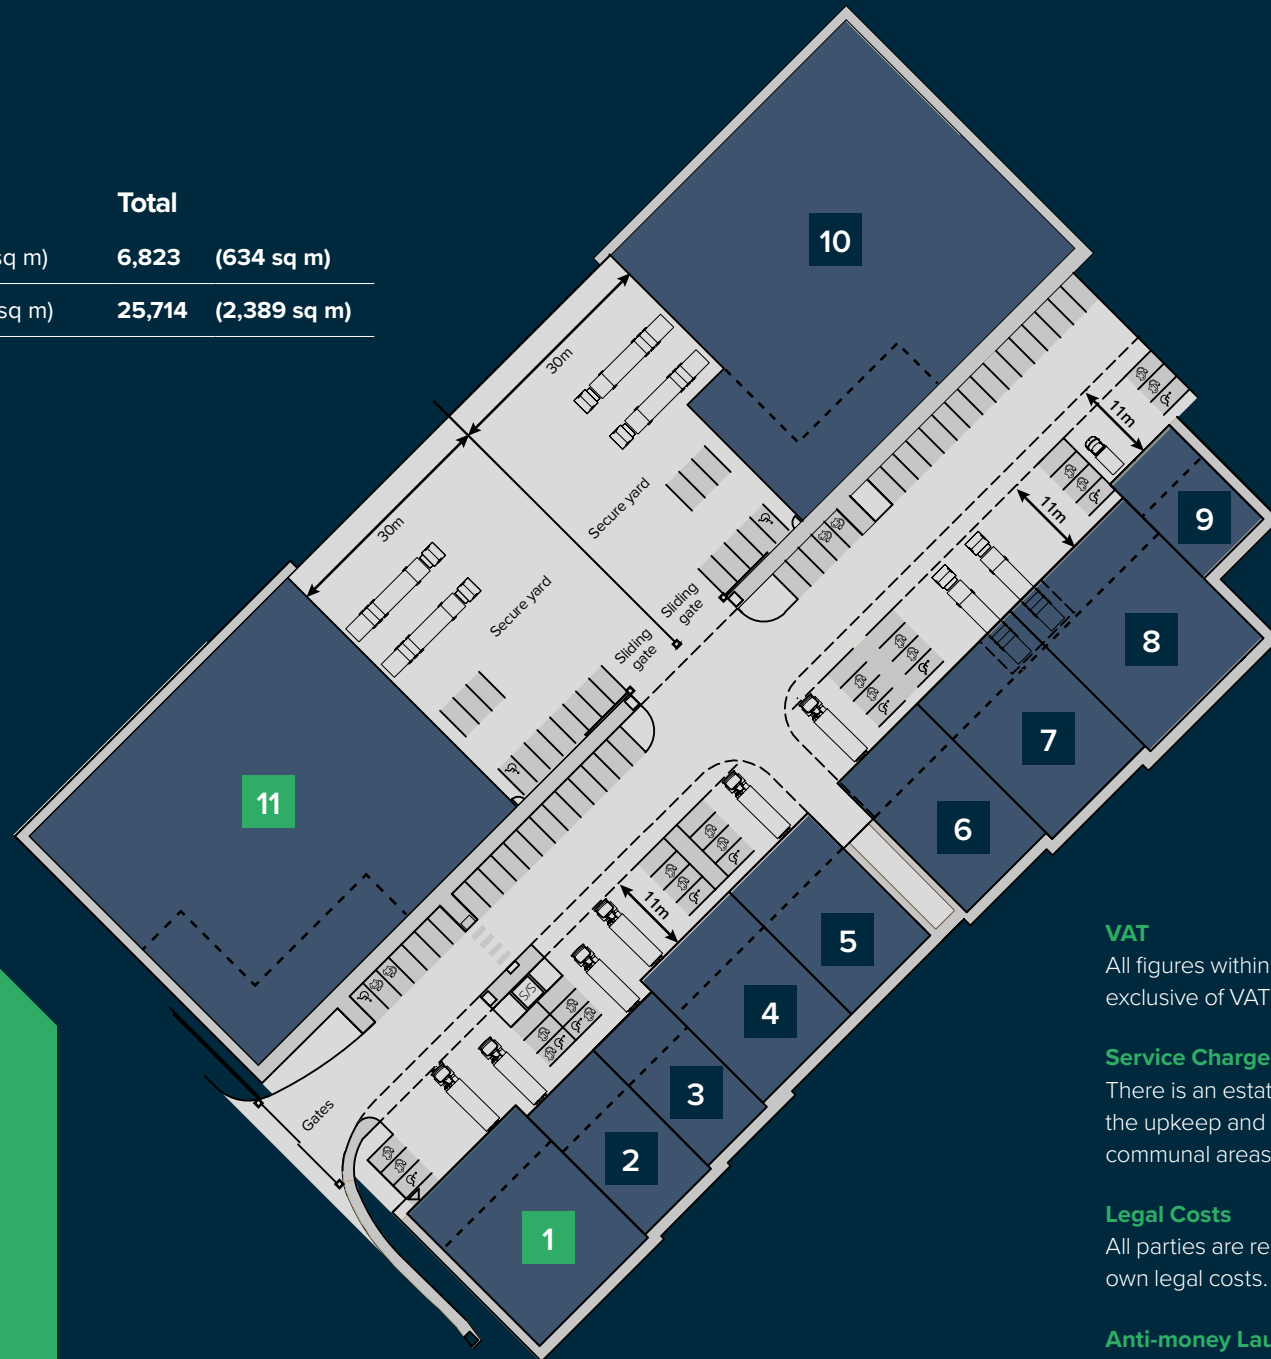 Total
sq m) 6,823 (634 sq m)
sq m) 25,714 (2,389 sq m)
10
30m
11m
9
11m
30m
Secure yard
Secure yard
Sliding
gate
Sliding
gate
8
7
11
6
11m
5
S/S
4
3
Gates
2
1
VAT
All figures within
exclusive of VAT
Service Charge
There is an estat
the upkeep and
communal areas
Legal Costs
All parties are re
own legal costs.
Anti-money Lau